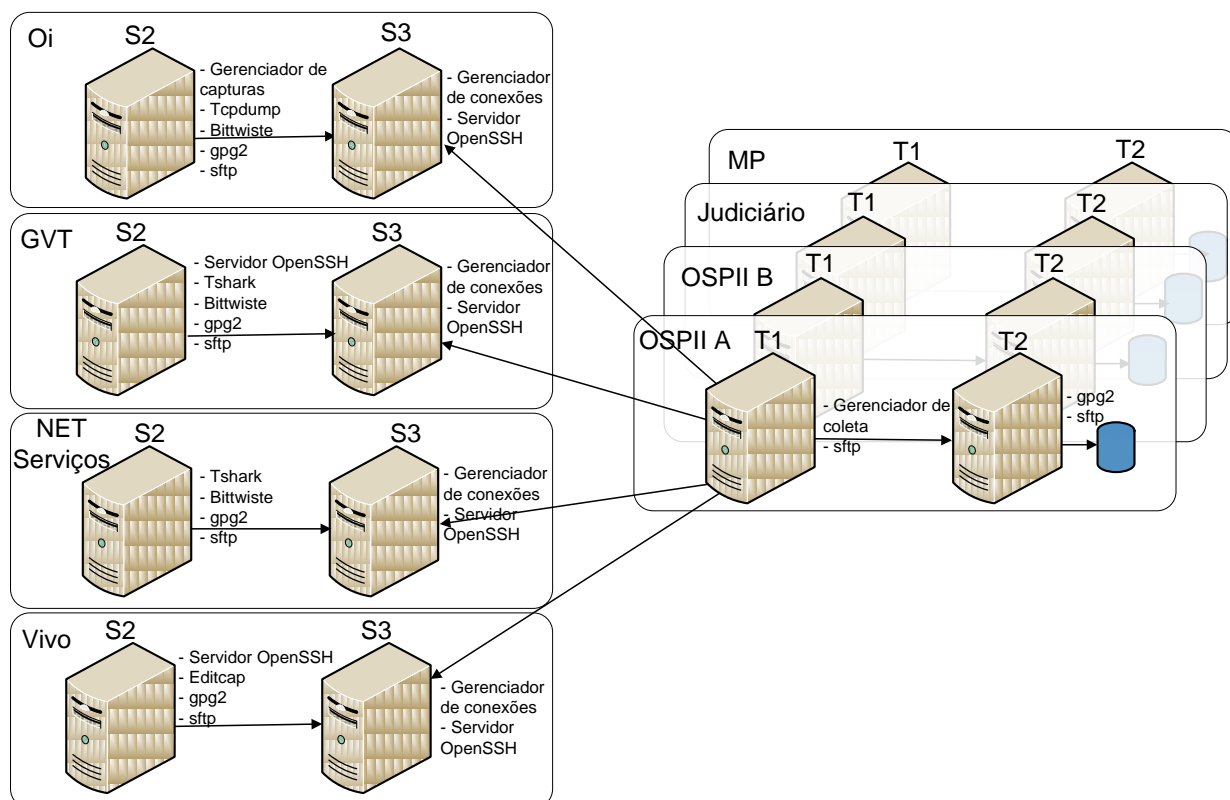 Oi
S2
- Gerenciador de
capturas
- Tcpdump
- Bittwiste
- gpg2
- sftp
S3
- Gerenciador
de conexões
- Servidor
OpenSSH
GVT
S2
- Servidor OpenSSH
- Tshark
- Bittwiste
- gpg2
- sftp
S3
- Gerenciador
de conexões
- Servidor
OpenSSH
NET
Serviços
S2
- Tshark
- Bittwiste
- gpg2
- sftp
S3
- Gerenciador
de conexões
- Servidor
OpenSSH
Vivo
S2
- Servidor OpenSSH
- Editcap
- gpg2
- sftp
S3
- Gerenciador
de conexões
- Servidor
OpenSSH
MP
T1
T2
Judiciário
T1
T2
OSPII B
T1
T2
OSPII A
T1
- Gerenciador de
coleta
- sftp
T2
- gpg2
- sftp